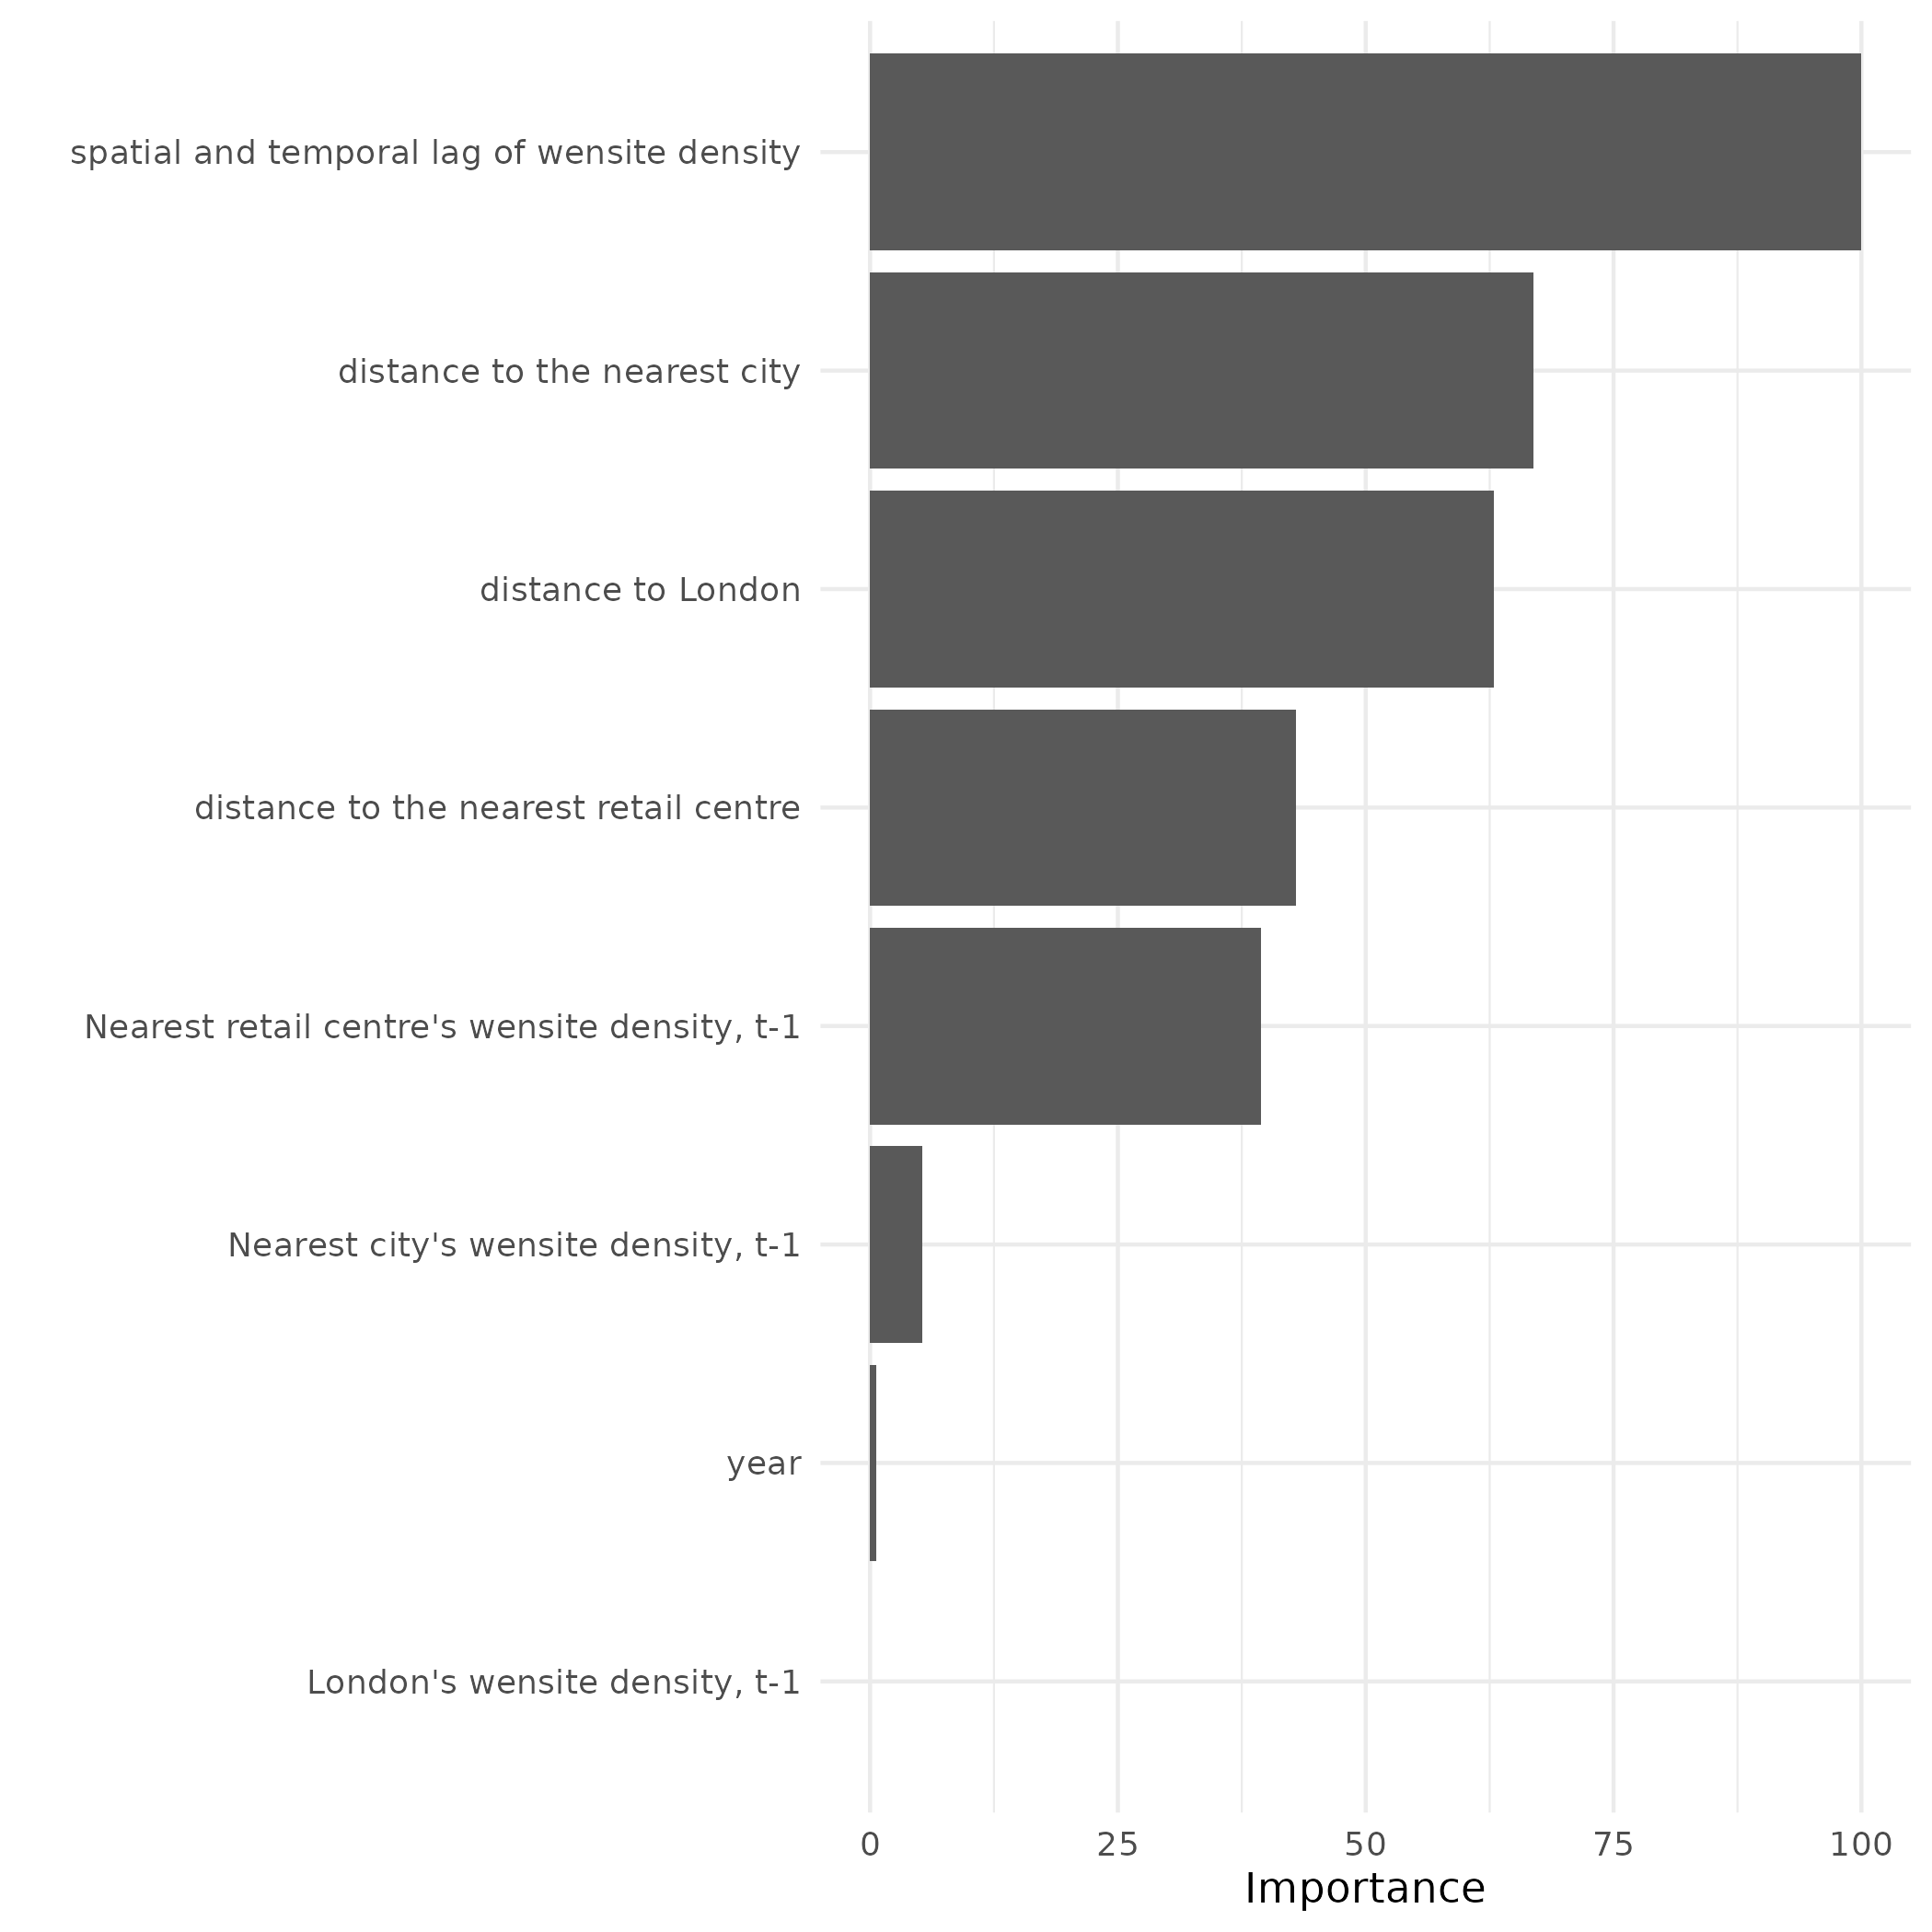 spatial and temporal lag of wensite density
distance to the nearest city
distance to London
distance to the nearest retail centre
Nearest retail centre's wensite density, t-1
Nearest city's wensite density, t-1
year
London's wensite density, t-1
0 25 50 75 100
Importance